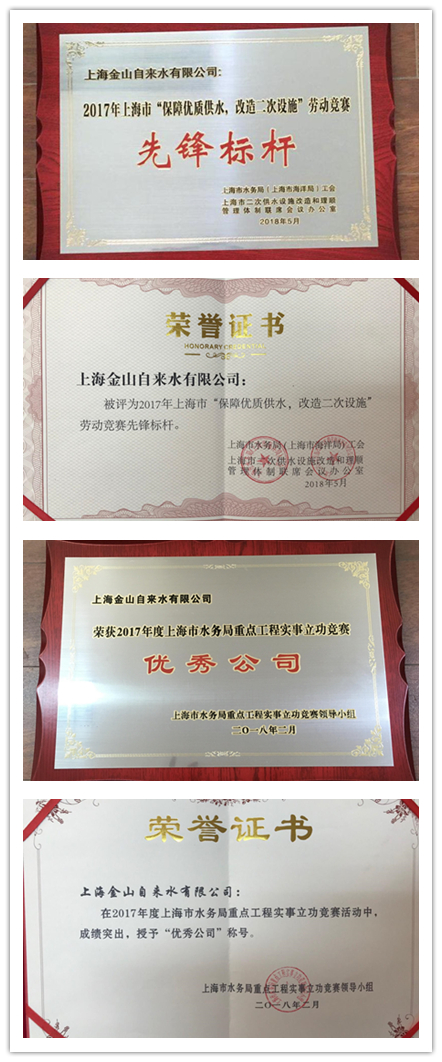 上海金山自来水有限公司：
2017年上海市“保障优质供水，改造二次设施”劳动竞赛
先锋标杆
上海市水务局（上海市海洋局）工会
上海市二次供水设施改造和理顺
管理体制联席会议办公室
2018年5月
荣誉证书
HONORARY
上海金山自来水有限公司：
被评为2017年上海市“保障优质供水，改造二次设施”
劳动竞赛先锋标杆。
上海市水务局（上海市海洋局）工会
上海市二次供水设施改造和理顺
管理体制联席会议办公室
2018年5月
上海金山自来水有限公司
荣获2017年度上海市水务局重点工程实事立功竞赛
优秀公司
上海市水务局重点工程实事立功竞赛领导小组
二〇一八年二月
荣誉证书
上海金山自来水有限公司：
在2017年度上海市水务局重点工程实事立功竞赛活动中，
成绩突出，授予“优秀公司”称号。
上海市水务局重点工程实事立功竞赛领导小组
二〇一八年二月